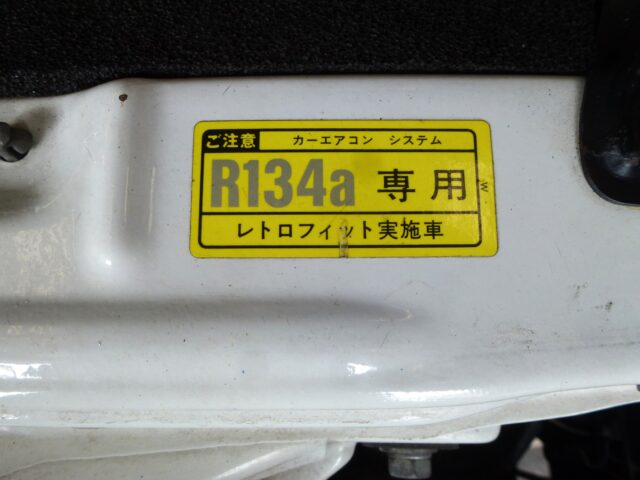 ご注意 カーエアコン システム
R134a 専用
レトロフィット実施車